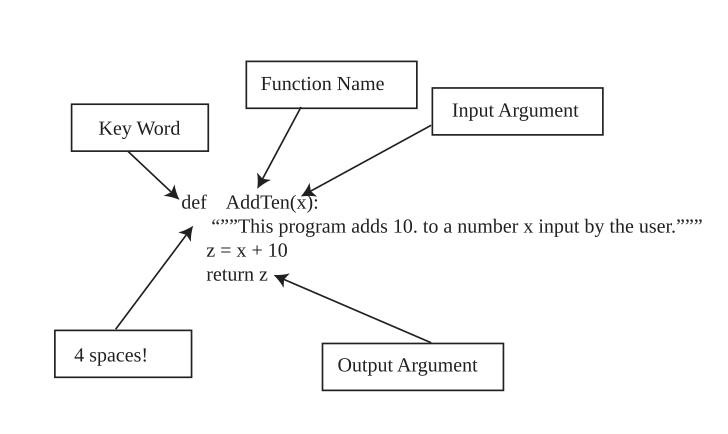 Function Name
Input Argument
Key Word
def AddTen(x):
“””This program adds 10. to a number x input by the user.”””
z = x + 10
return z
4 spaces!
Output Argument